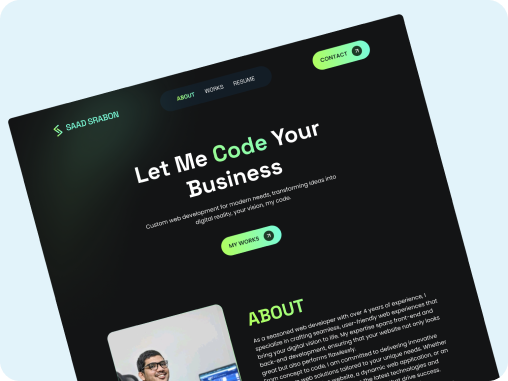 SAAD SRABON
ABOUT WORKS RESUME
CONTACT
Let Me Code Your
Business
Custom web development for modern needs, transforming ideas into
digital reality, your vision, my code.
MY WORKS
ABOUT
As a seasoned web developer with over 4 years of experience, I
specialize in crafting seamless, user-friendly web experiences that
bring your digital vision to life. My expertise spans front-end and
back-end development, ensuring that your website not only looks
great but also performs flawlessly.
From concept to code, I am committed to delivering innovative
web solutions tailored to your unique needs. Whether
a dynamic web application, or an
the latest technologies and
drive success.